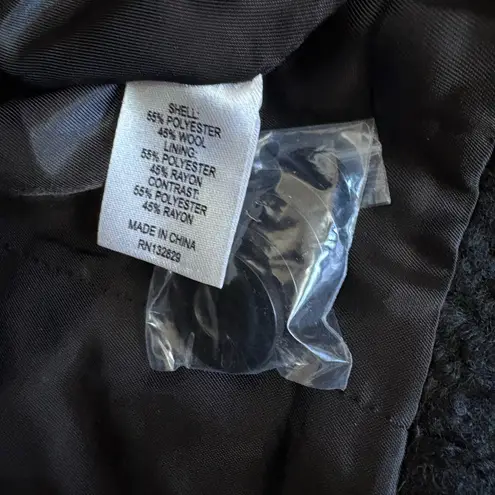 SHELL:
55% POLYESTER
45% WOOL
LINING:
55% POLYESTER
45% RAYON
CONTRAST:
55% POLYESTER
45% RAYON
MADE IN CHINA
RN132829